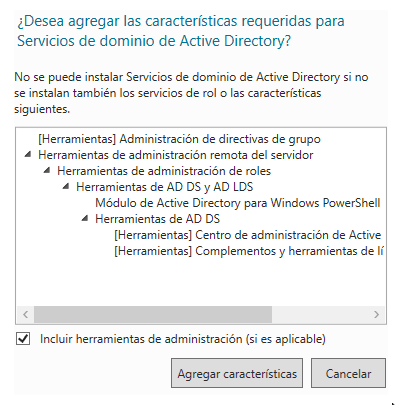 ¿Desea agregar las características requeridas para
Servicios de dominio de Active Directory?
No se puede instalar Servicios de dominio de Active Directory si no
se instalan también los servicios de rol o las características
siguientes.
[Herramientas] Administración de directivas de grupo
Herramientas de administración remota del servidor
Herramientas de administración de roles
Herramientas de AD DS y AD LDS
Módulo de Active Directory para Windows PowerShell
Herramientas de AD DS
[Herramientas] Centro de administración de Active
[Herramientas] Complementos y herramientas de lí
Incluir herramientas de administración (si es aplicable)
Agregar características
Cancelar